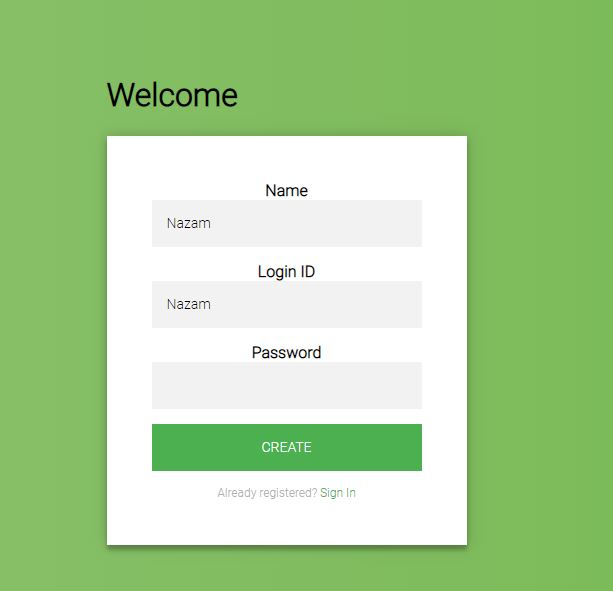 Welcome
Name
Nazam
Login ID
Nazam
Password
CREATE
Already registered? Sign In